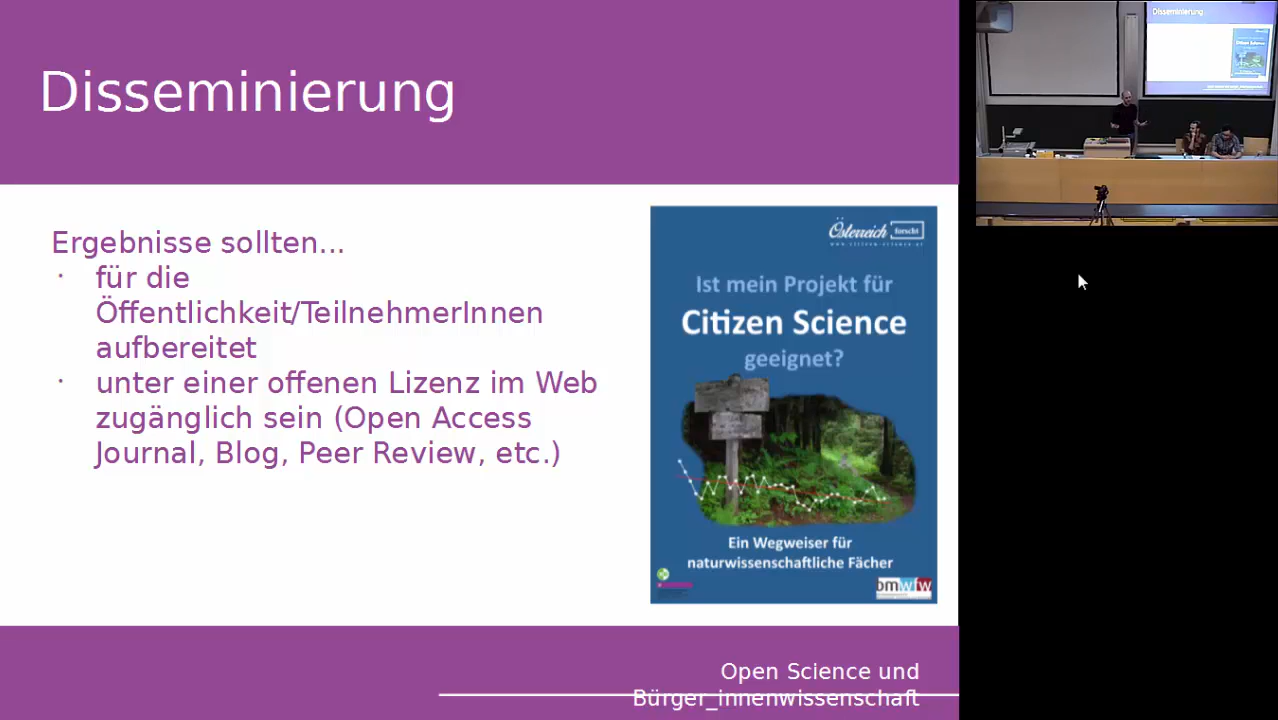 Disseminierung
Ergebnisse sollten...
· für die
Öffentlichkeit/TeilnehmerInnen
aufbereitet
· unter einer offenen Lizenz im Web
zugänglich sein (Open Access
Journal, Blog, Peer Review, etc.)
Österreich forscht
www.citizen-science.at
Ist mein Projekt für
Citizen Science
geeignet?
Ein Wegweiser für
naturwissenschaftliche Fächer
bmwfw
Open Science und
Bürger_innenwissenschaft
Disseminierung